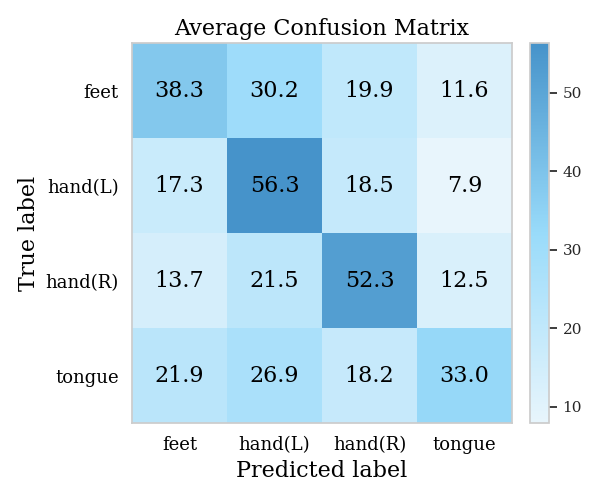 Average Confusion Matrix
True label
feet 38.3 30.2 19.9 11.6
hand(L) 17.3 56.3 18.5 7.9
hand(R) 13.7 21.5 52.3 12.5
tongue 21.9 26.9 18.2 33.0
feet hand(L) hand(R) tongue
Predicted label
50
40
30
20
10